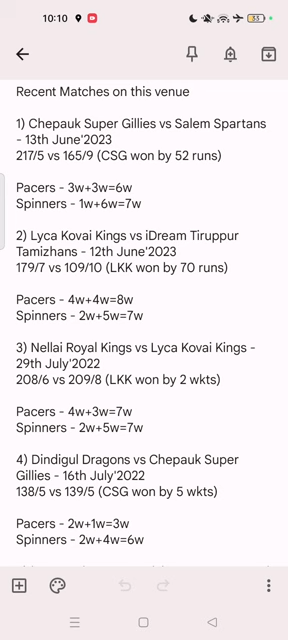 10:10
33
Recent Matches on this venue
1) Chepauk Super Gillies vs Salem Spartans
- 13th June'2023
217/5 vs 165/9 (CSG won by 52 runs)
Pacers - 3w+3w=6w
Spinners - 1w+6w=7w
2) Lyca Kovai Kings vs iDream Tiruppur
Tamizhans - 12th June'2023
179/7 vs 109/10 (LKK won by 70 runs)
Pacers - 4w+4w=8w
Spinners - 2w+5w=7w
3) Nellai Royal Kings vs Lyca Kovai Kings -
29th July'2022
208/6 vs 209/8 (LKK won by 2 wkts)
Pacers - 4w+3w=7w
Spinners - 2w+5w=7w
4) Dindigul Dragons vs Chepauk Super
Gillies - 16th July'2022
138/5 vs 139/5 (CSG won by 5 wkts)
Pacers - 2w+1w=3w
Spinners - 2w+4w=6w